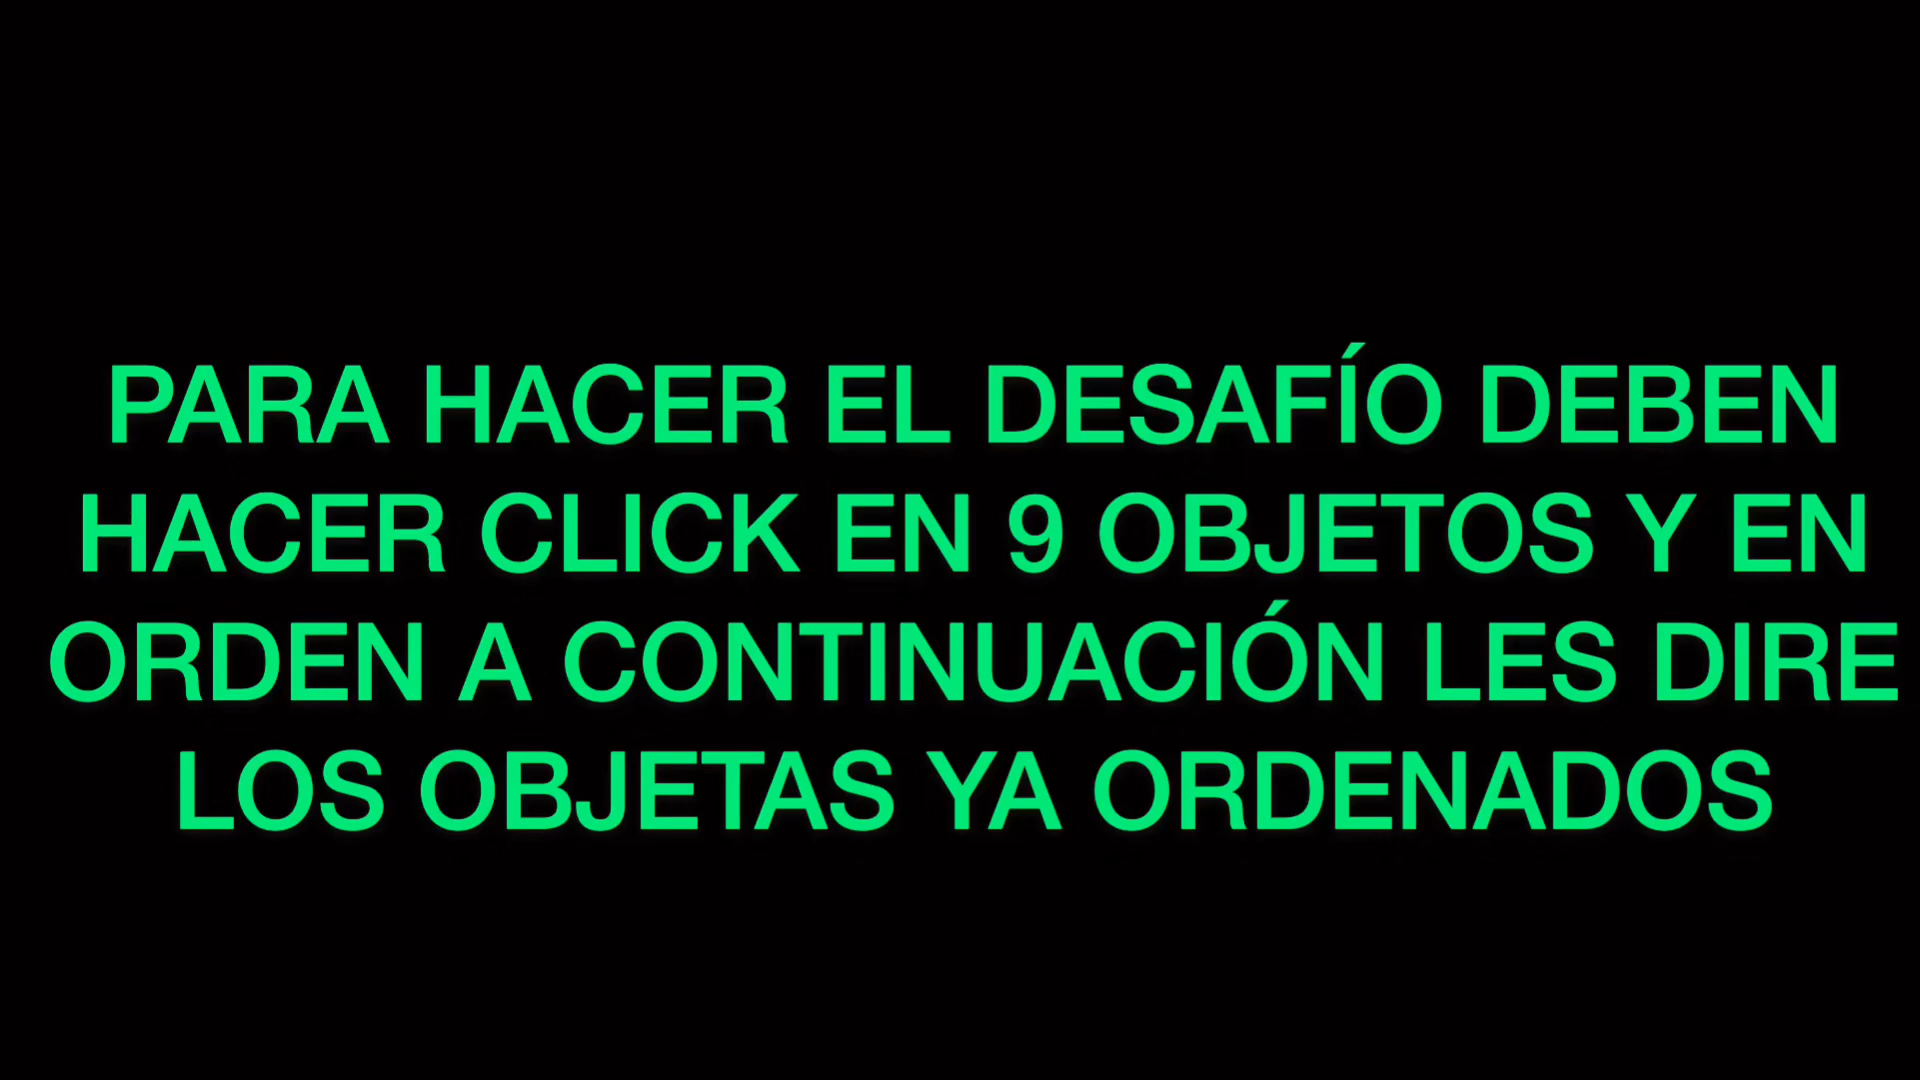 PARA HACER EL DESAFÍO DEBEN
HACER CLICK EN 9 OBJETOS Y EN
ORDEN A CONTINUACIÓN LES DIRE
LOS OBJETAS YA ORDENADOS